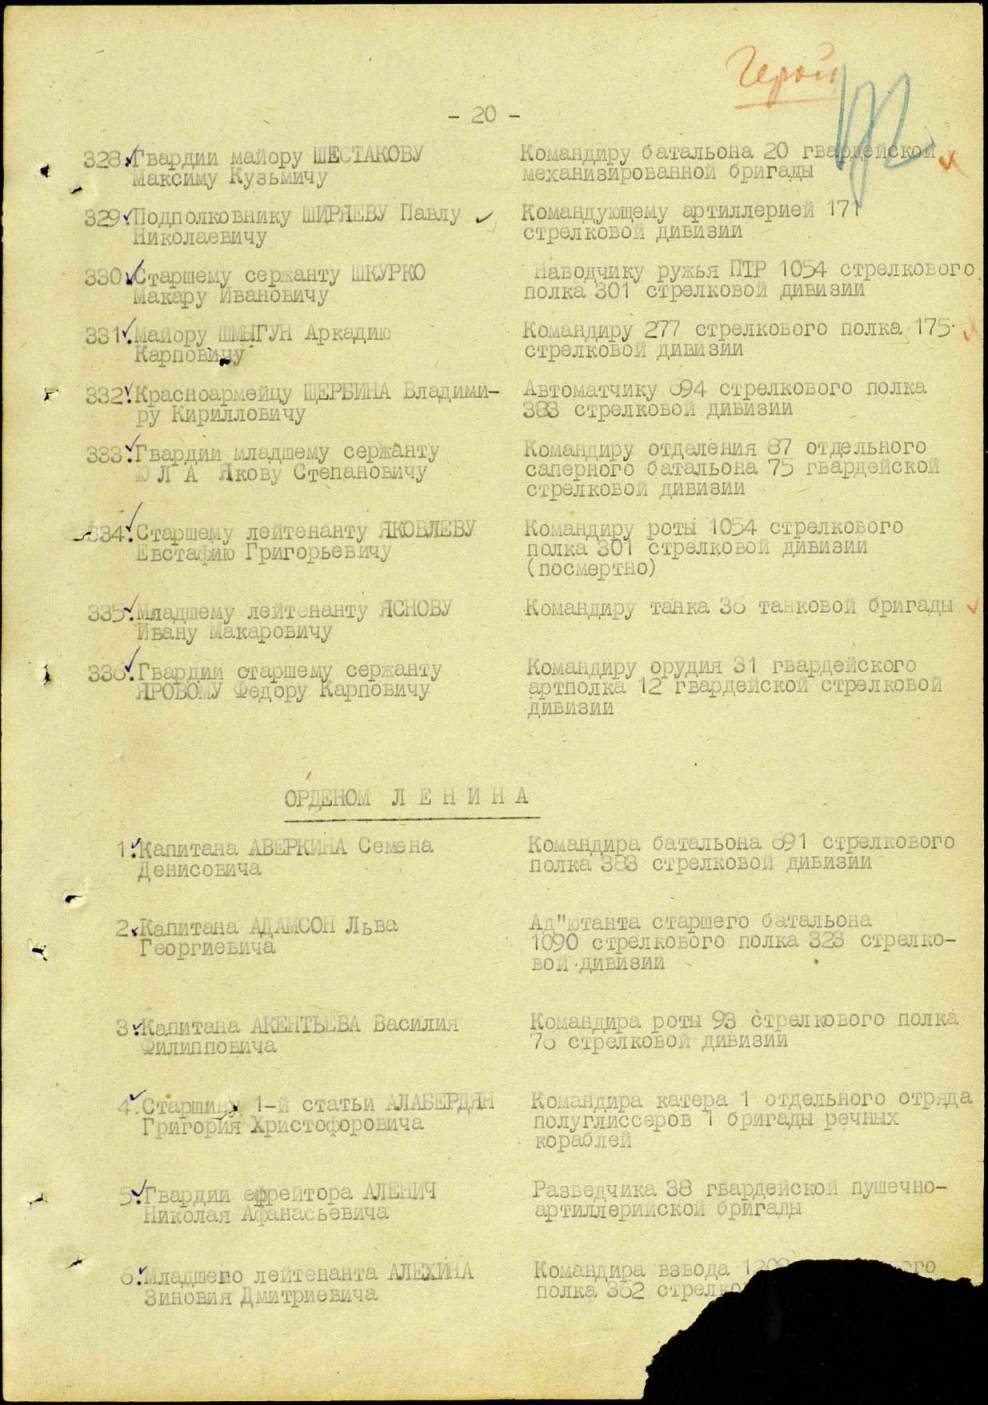 Герой
- 20 -
328. Гвардии майору ШЕСТАКОВУ Командиру батальона 20 гвардейской
Максиму Кузьмичу механизированной бригады
329. Подполковнику ШИРЯЕВУ Павлу Командующему артиллерией 171
Николаевичу стрелковой дивизии
330. Старшему сержанту ШКУРКО Наводчику ружья ПТР 1054 стрелкового
Макару Ивановичу полка 301 стрелковой дивизии
331. Майору ШМЫГУН Аркадию Командиру 277 стрелкового полка 175
Карповичу стрелковой дивизии
332. Красноармейцу ЩЕРБИНА Владими- Автоматчику 694 стрелкового полка
ру Кирилловичу 383 стрелковой дивизии
333. Гвардии младшему сержанту Командиру отделения 87 отдельного
Ю Л А Якову Степановичу саперного батальона 75 гвардейской
стрелковой дивизии
334. Старшему лейтенанту ЯКОВЛЕВУ Командиру роты 1054 стрелкового
Евстафию Григорьевичу полка 301 стрелковой дивизии
(посмертно)
335. Младшему лейтенанту ЯСНОВУ Командиру танка 36 танковой бригады
Ивану Макаровичу
336. Гвардии старшему сержанту Командиру орудия 31 гвардейского
ЯРОВОМУ Федору Карповичу артполка 12 гвардейской стрелковой
дивизии
ОРДЕНОМ Л Е Н И Н А
1. Капитана АВЕРКИНА Семена Командира батальона 691 стрелкового
Денисовича полка 383 стрелковой дивизии
2. Капитана АДАМСОН Льва Ад"ютанта старшего батальона
Георгиевича 1090 стрелкового полка 323 стрелко-
вой дивизии
3. Капитана АКЕНТЬЕВА Василия Командира роты 93 стрелкового полка
Филипповича 76 стрелковой дивизии
4. Старшину 1-й статьи АЛАБЕРДЯН Командира катера 1 отдельного отряда
Григория Христофоровича полуглиссеров 1 бригады речных
кораблей
5. Гвардии ефрейтора АЛЕНИЧ Разведчика 38 гвардейской пушечно-
Николая Афанасьевича артиллерийской бригады
6. Младшего лейтенанта АЛЕХИНА Командира взвода
Зиновия Дмитриевича полка 332